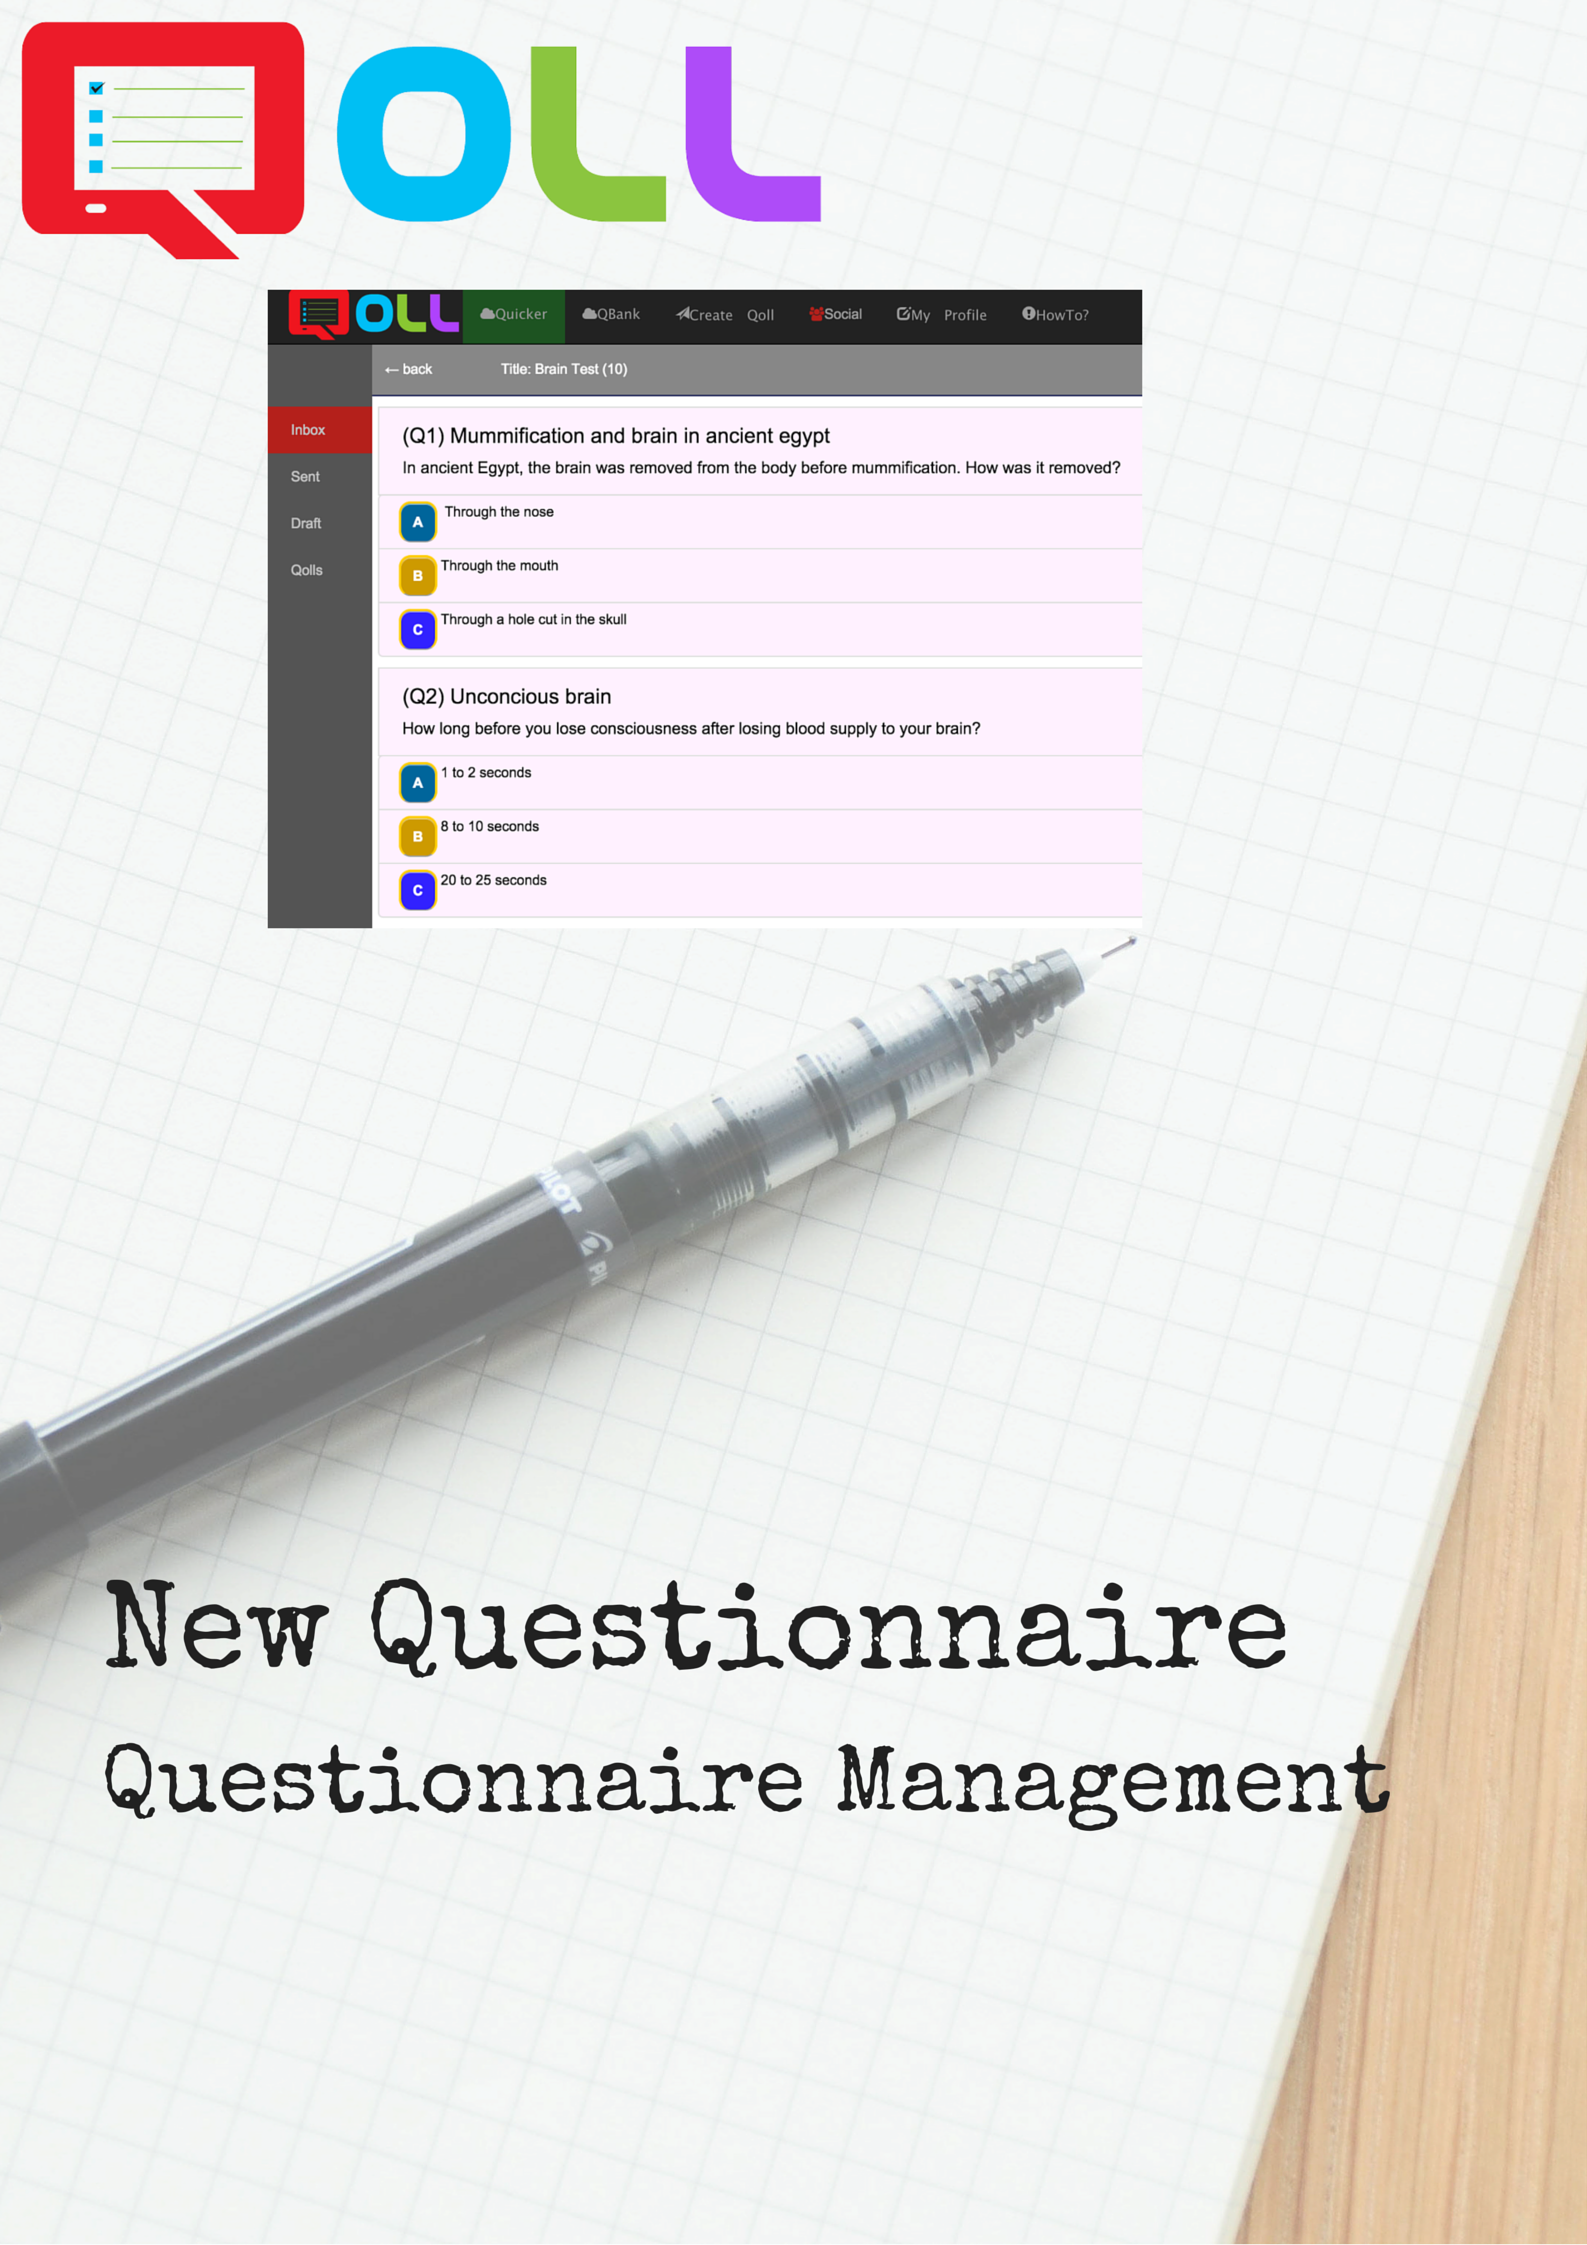 QOLL
QOLL Quicker QBank Create Qoll Social My Profile HowTo?
← back Title: Brain Test (10)
Inbox
Sent
Draft
Qolls
(Q1) Mummification and brain in ancient egypt
In ancient Egypt, the brain was removed from the body before mummification. How was it removed?
A Through the nose
B Through the mouth
C Through a hole cut in the skull
(Q2) Unconcious brain
How long before you lose consciousness after losing blood supply to your brain?
A 1 to 2 seconds
B 8 to 10 seconds
C 20 to 25 seconds
PILOT
New Questionnaire
Questionnaire Management